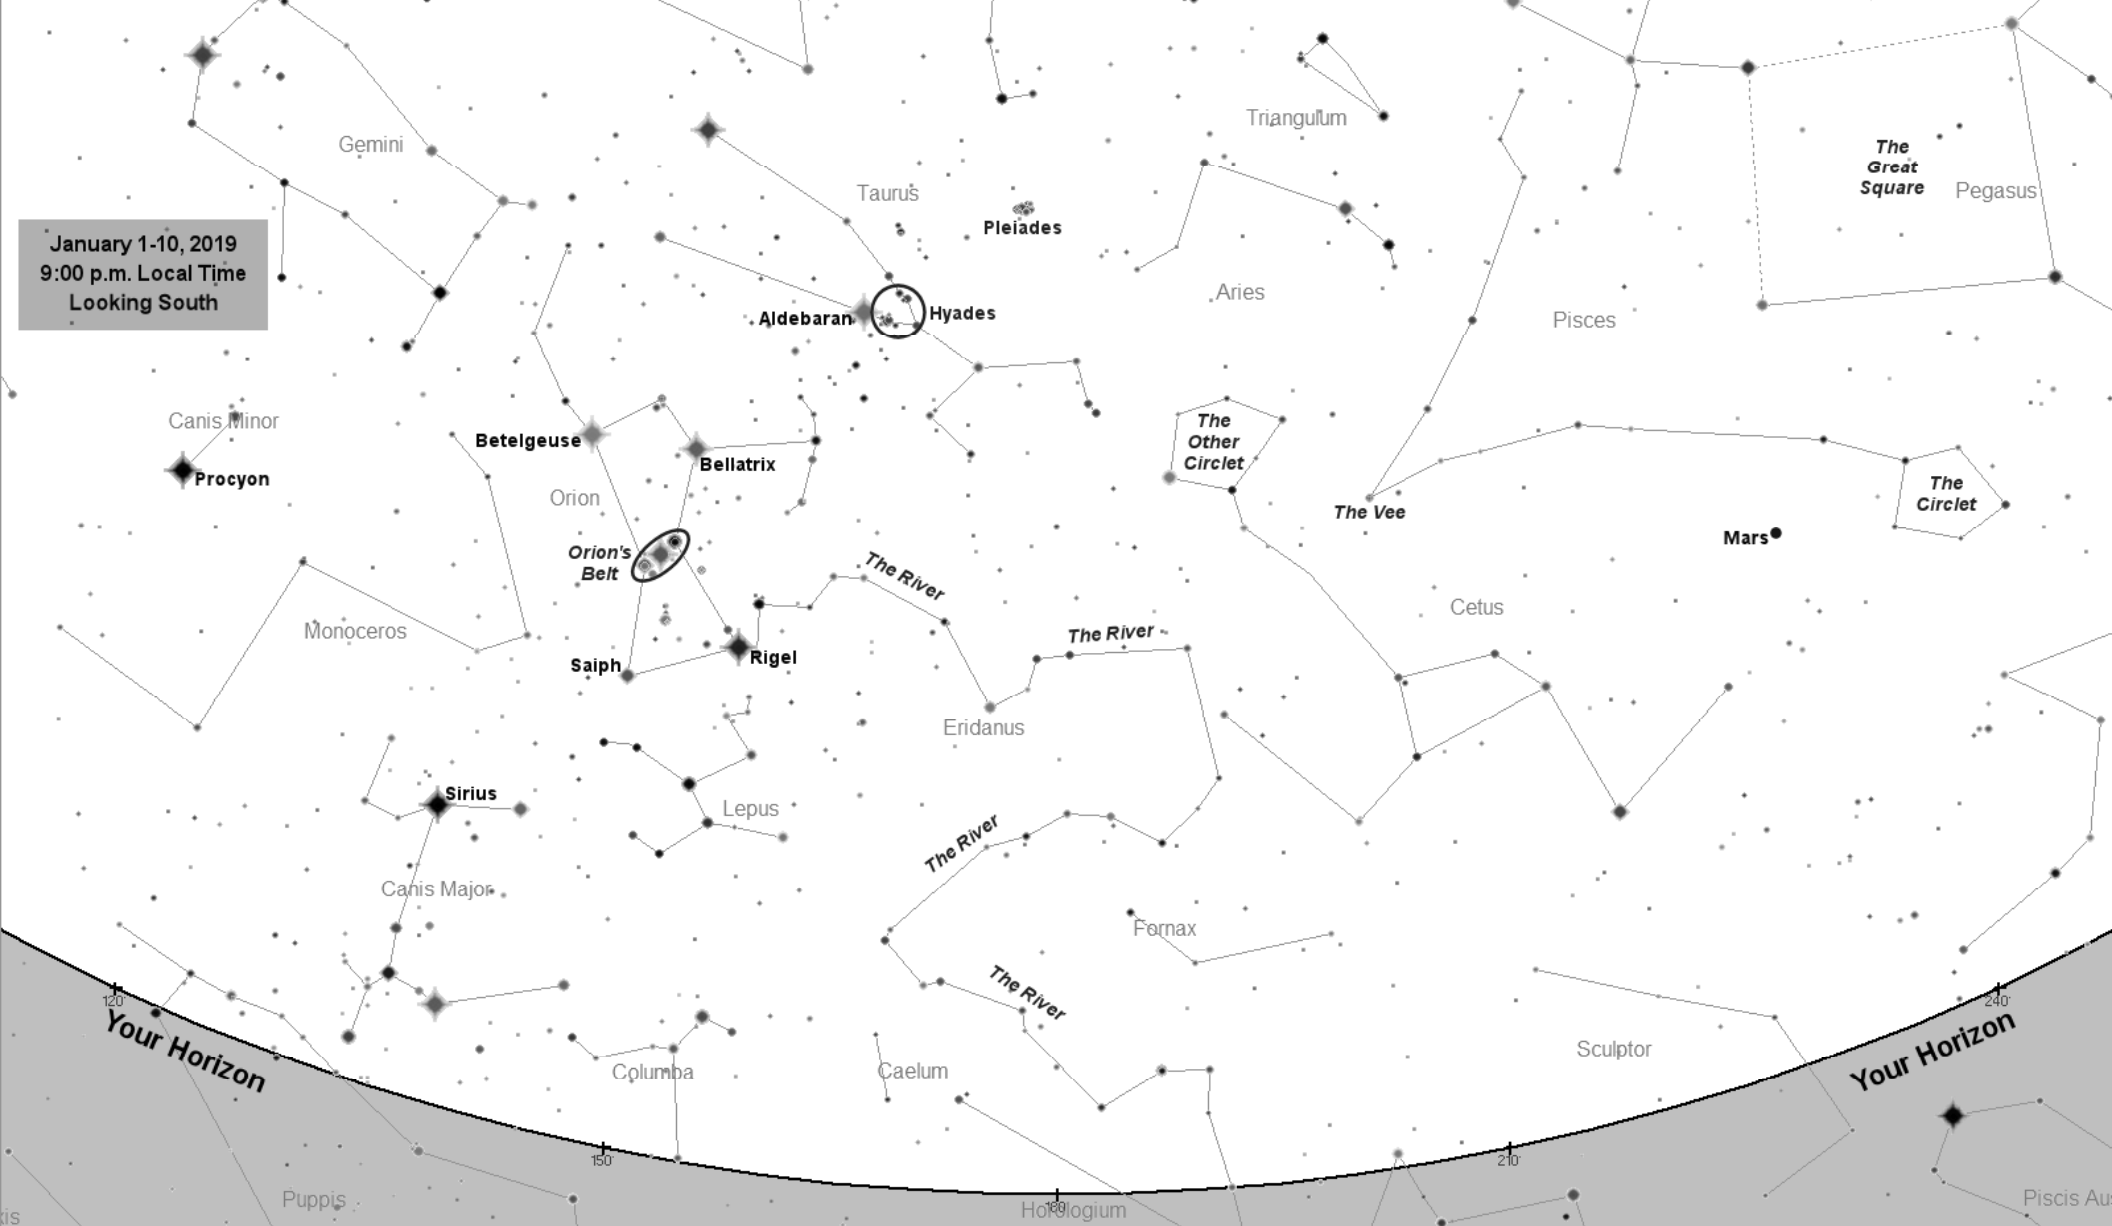 Triangulum
Gemini
The
Great
Square
Pegasus
Taurus
Pleiades
January 1-10, 2019
9:00 p.m. Local Time
Looking South
Aries
Aldebaran
Hyades
Pisces
Canis Minor
Procyon
Betelgeuse
Bellatrix
The
Other
Circlet
The Vee
The
Circlet
Orion
Mars
Orion's
Belt
The River
Cetus
Monoceros
The River
Saiph
Rigel
Eridanus
Sirius
Lepus
The River
Canis Major
Fornax
The River
120°
Your Horizon
240°
Your Horizon
Sculptor
Columba
Caelum
150°
210°
Puppis
180°
Horologium
Piscis Au